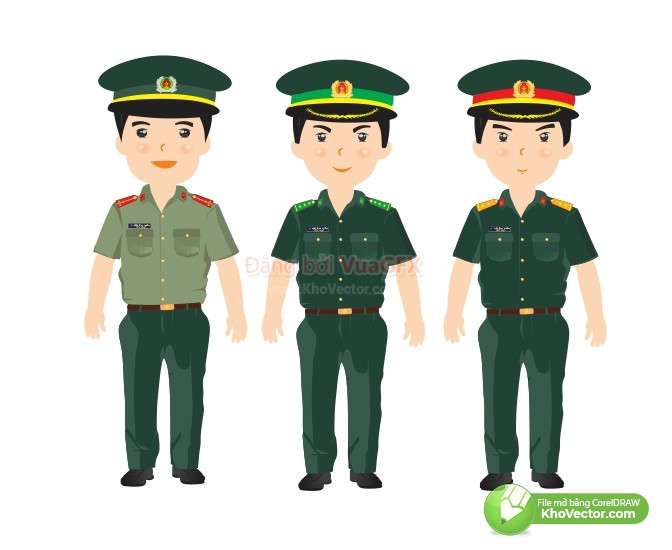 Đăng bởi VuaGFX
KhoVector.com
File mở bằng CorelDRAW
KhoVector.com